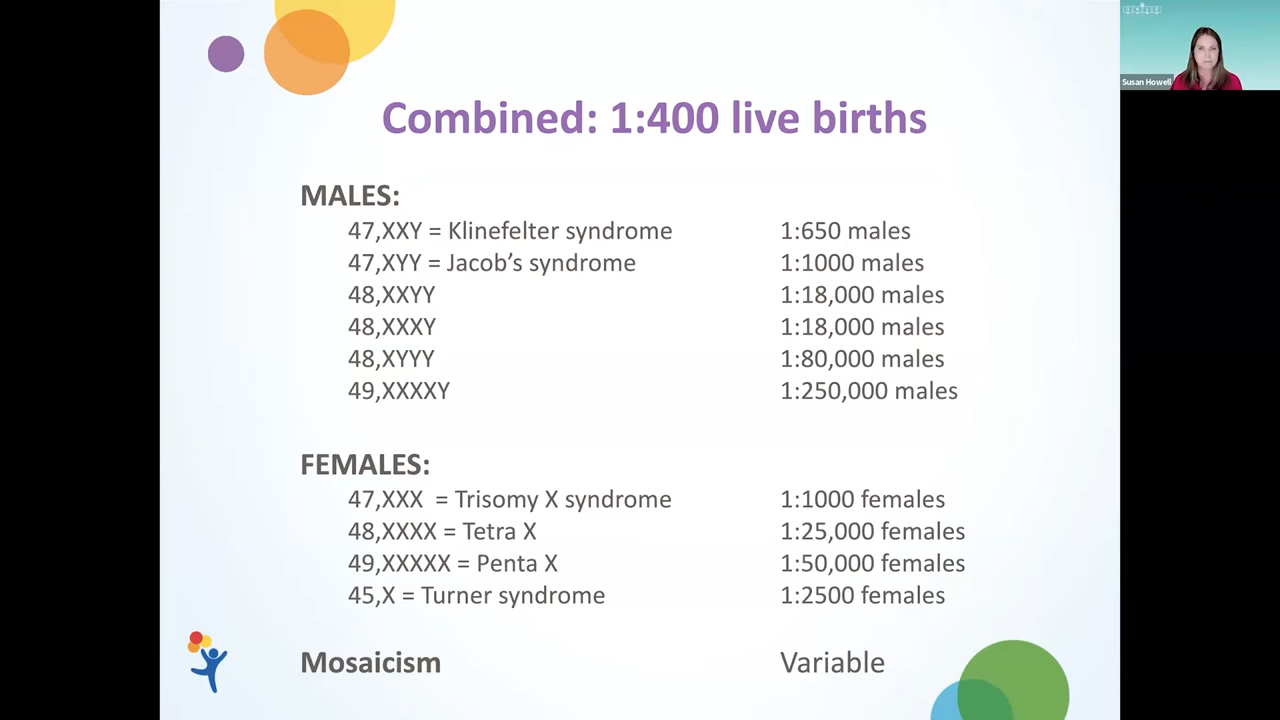 Combined: 1:400 live births
Susan Howell
MALES:
47,XXY = Klinefelter syndrome 1:650 males
47,XYY = Jacob’s syndrome 1:1000 males
48,XXYY 1:18,000 males
48,XXXY 1:18,000 males
48,XYYY 1:80,000 males
49,XXXXY 1:250,000 males
FEMALES:
47,XXX = Trisomy X syndrome 1:1000 females
48,XXXX = Tetra X 1:25,000 females
49,XXXXX = Penta X 1:50,000 females
45,X = Turner syndrome 1:2500 females
Mosaicism Variable